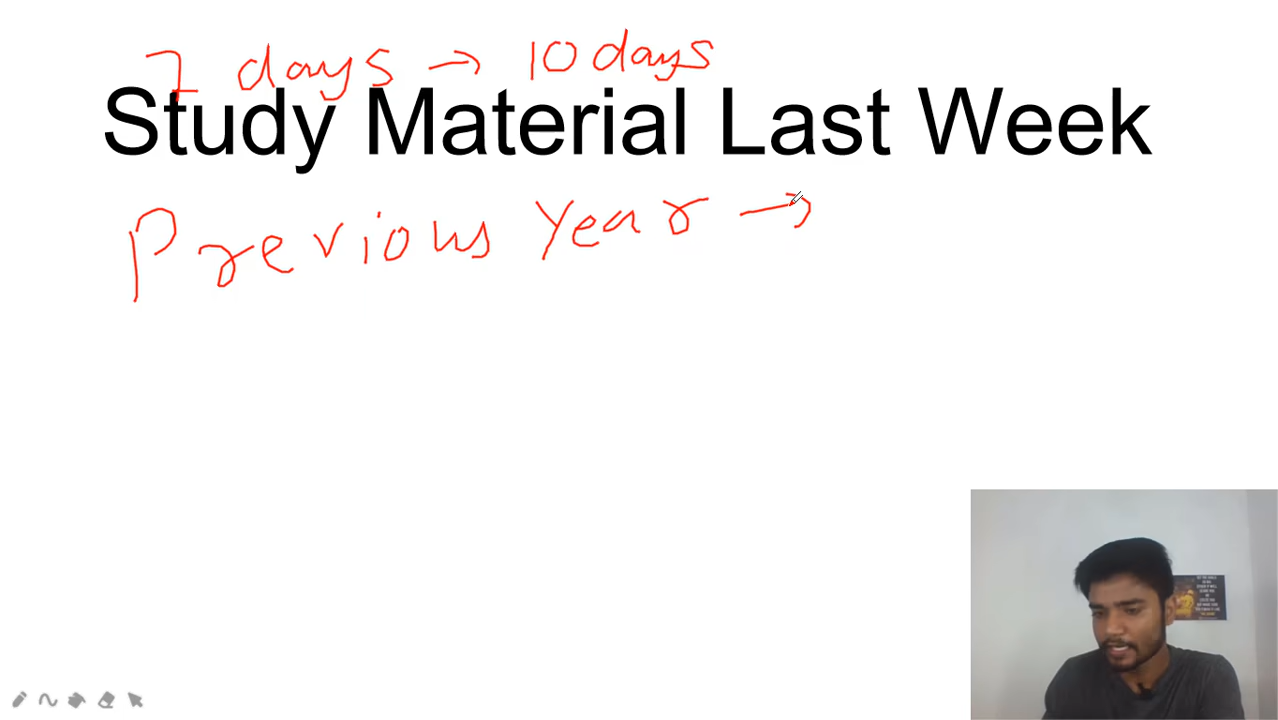 7 days → 10 days
Study Material Last Week
Previous Year →